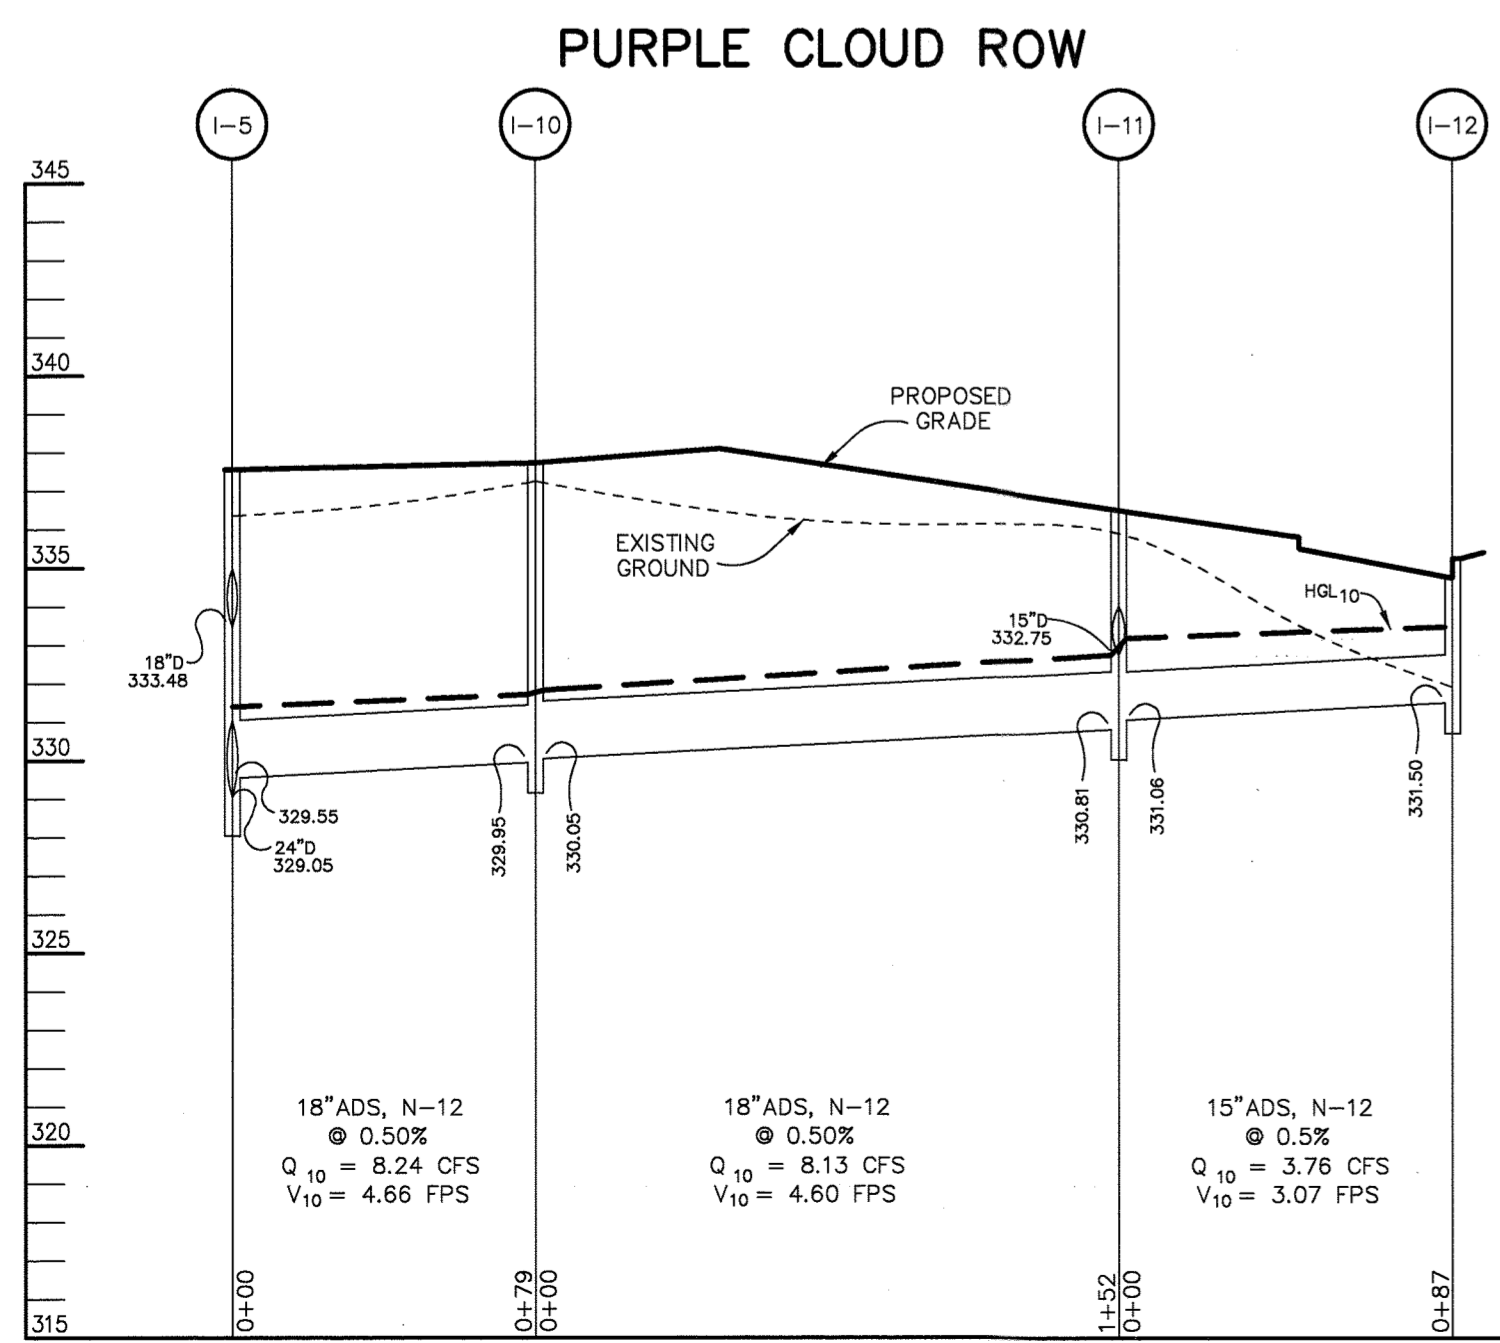 PURPLE CLOUD ROW
I-5
I-10
I-11
I-12
345
340
335
330
325
320
315
PROPOSED
GRADE
EXISTING
GROUND
HGL10
18"D
333.48
15"D
332.75
329.55
24"D
329.05
329.95
330.05
330.81
331.06
331.50
18"ADS, N-12
@ 0.50%
Q 10 = 8.24 CFS
V10 = 4.66 FPS
18"ADS, N-12
@ 0.50%
Q 10 = 8.13 CFS
V10 = 4.60 FPS
15"ADS, N-12
@ 0.5%
Q 10 = 3.76 CFS
V10 = 3.07 FPS
0+00
0+79
0+00
1+52
0+00
0+87